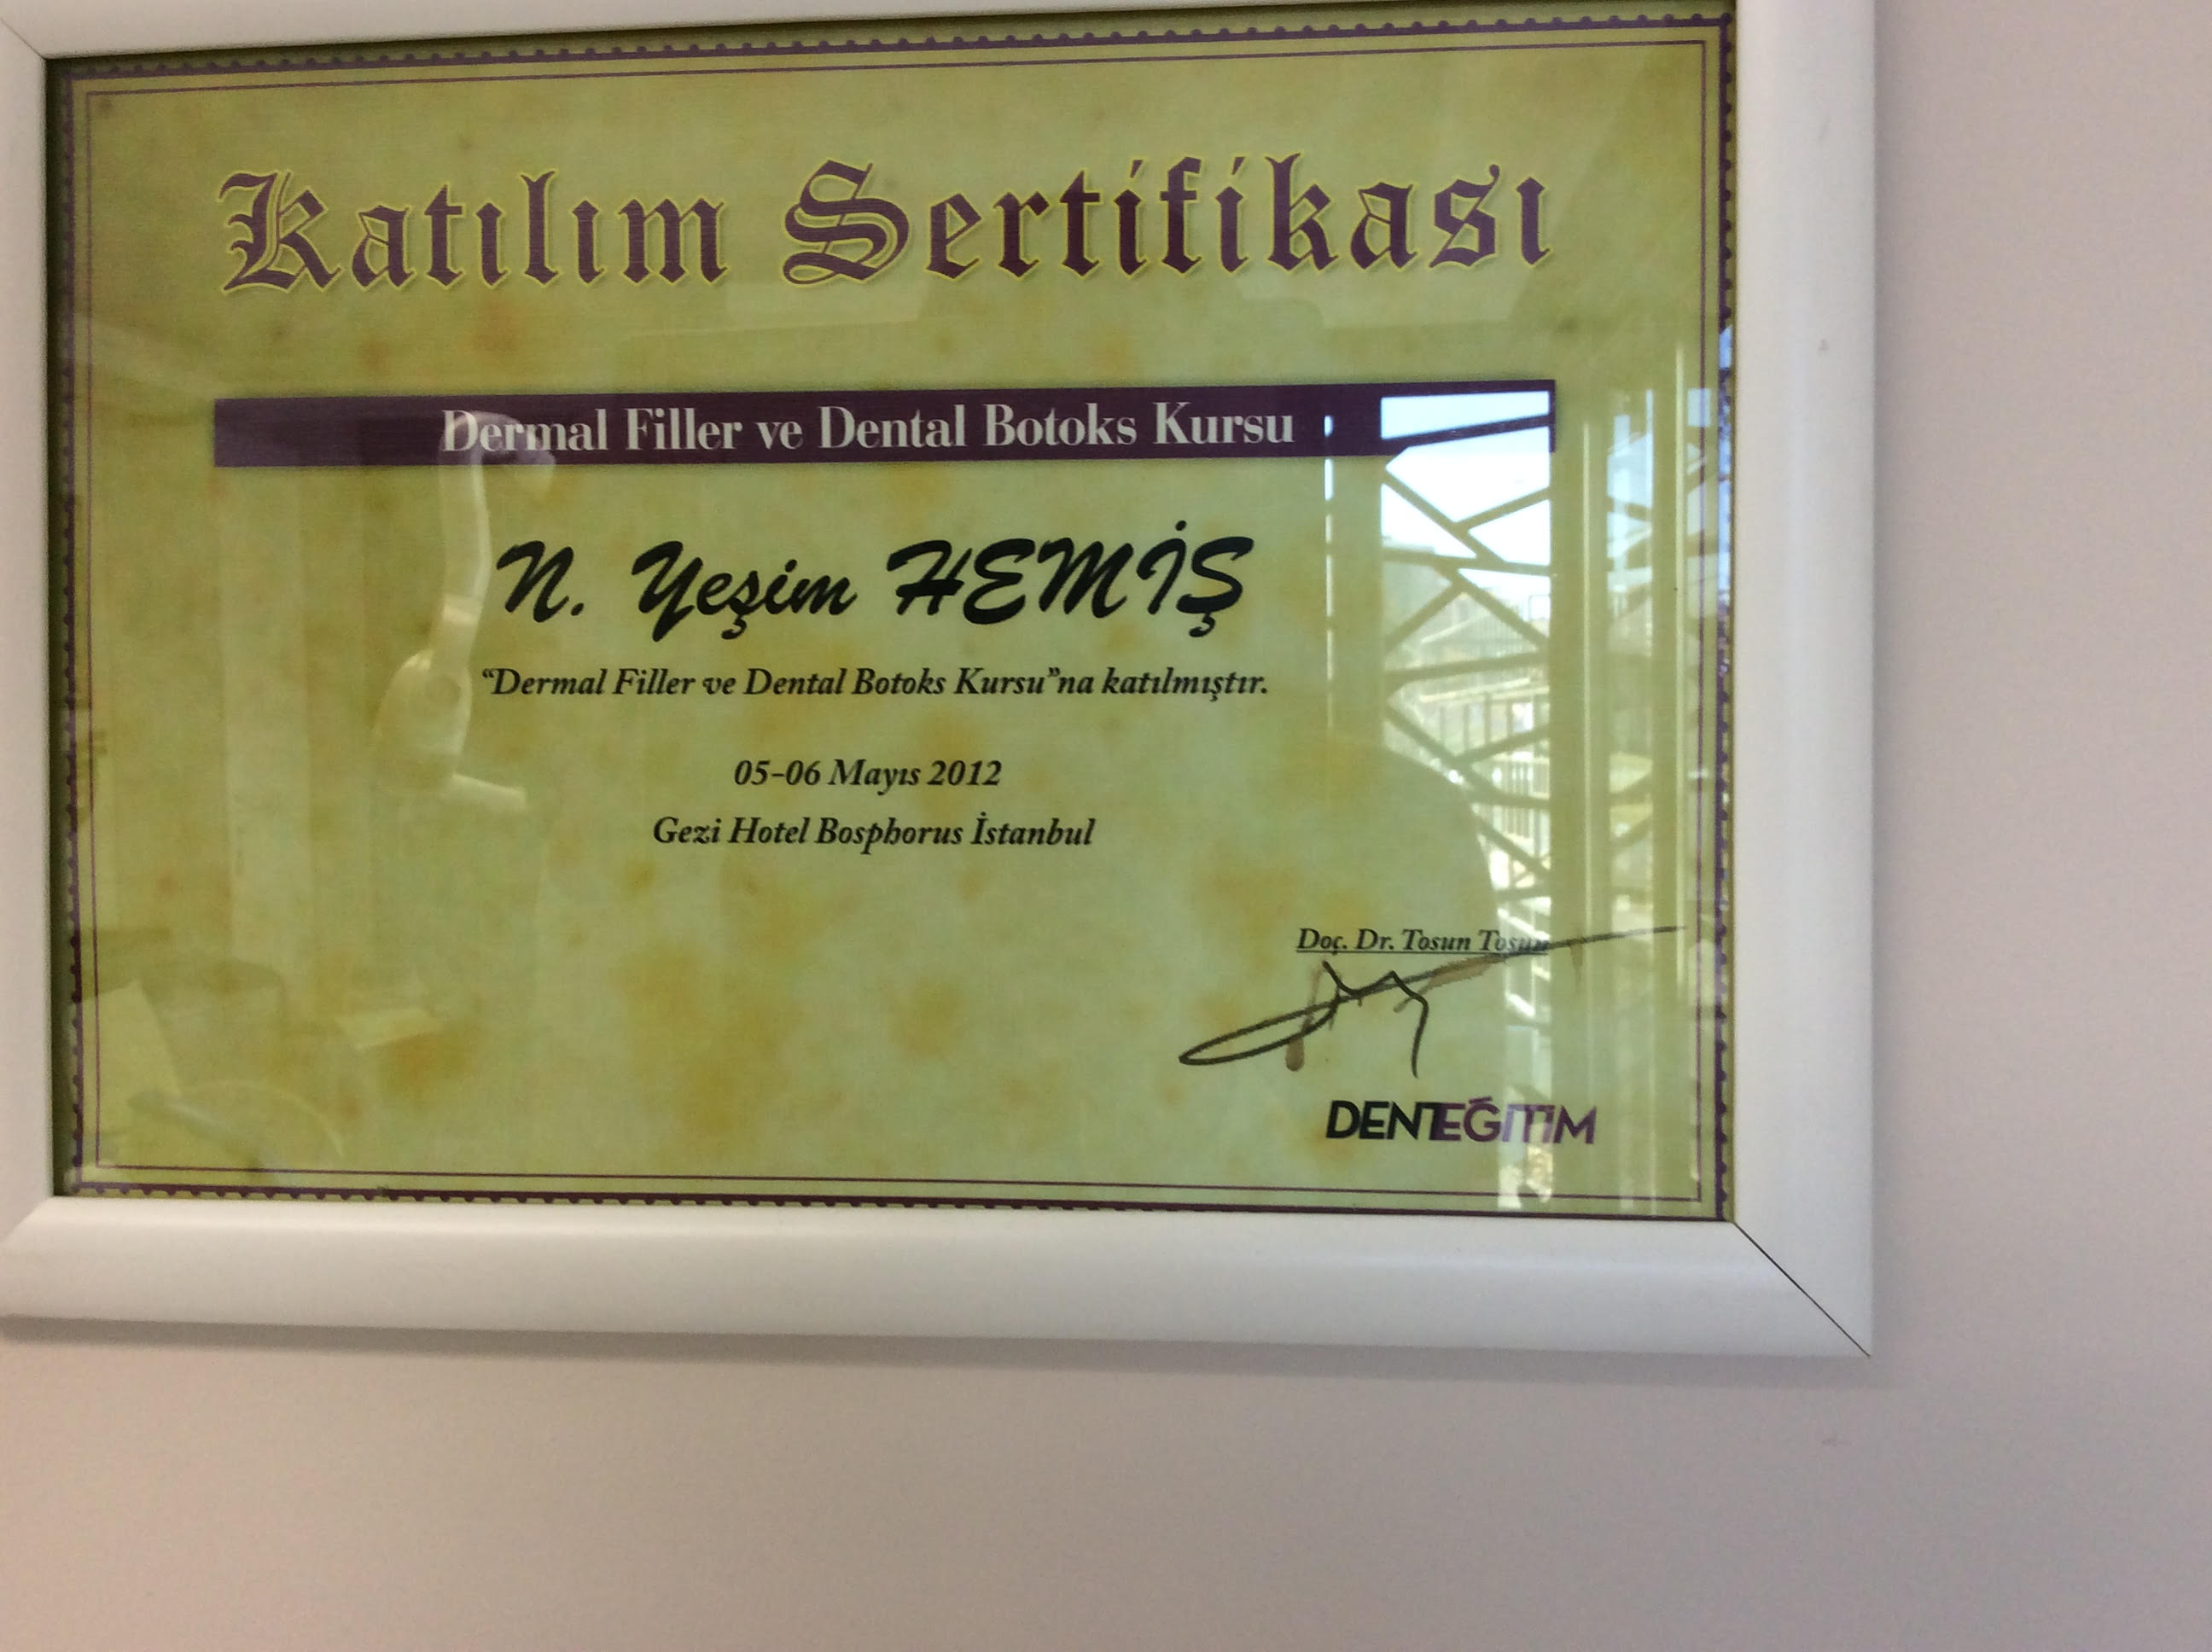 Katılım Sertifikası
Dermal Filler ve Dental Botoks Kursu
N. Yeşim HEMİŞ
“Dermal Filler ve Dental Botoks Kursu”na katılmıştır.
05-06 Mayıs 2012
Gezi Hotel Bosphorus İstanbul
Doç. Dr. Tosun Tosun
DENTEĞİTİM